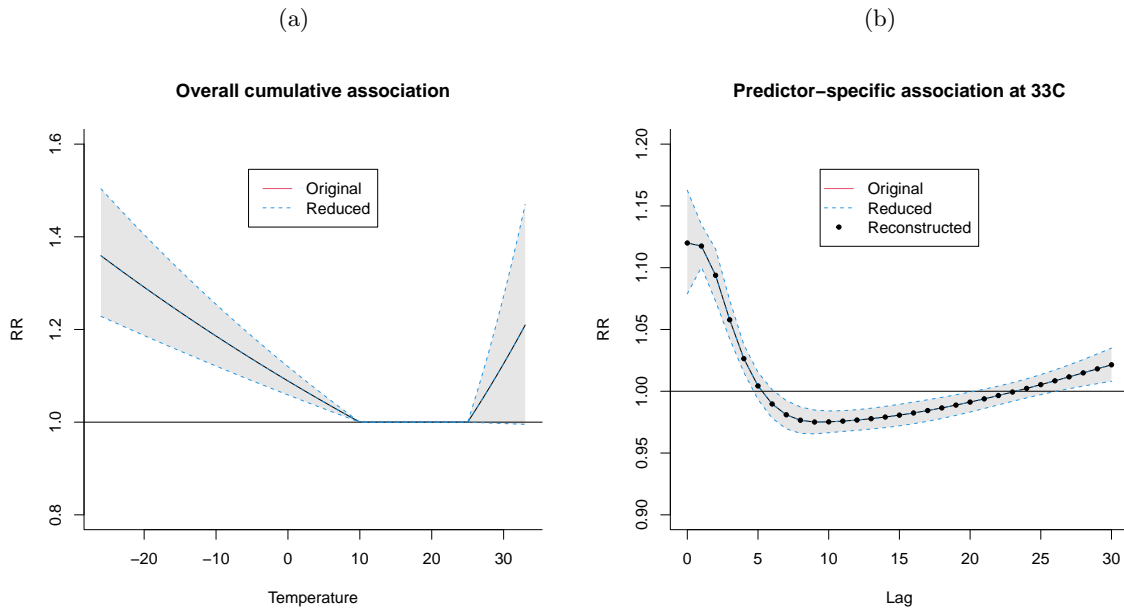 (a)
Overall cumulative association
RR
1.6
1.4
1.2
1.0
0.8
Original
Reduced
−20 −10 0 10 20 30
Temperature
(b)
Predictor−specific association at 33C
RR
1.20
1.15
1.10
1.05
1.00
0.95
0.90
Original
Reduced
Reconstructed
0 5 10 15 20 25 30
Lag